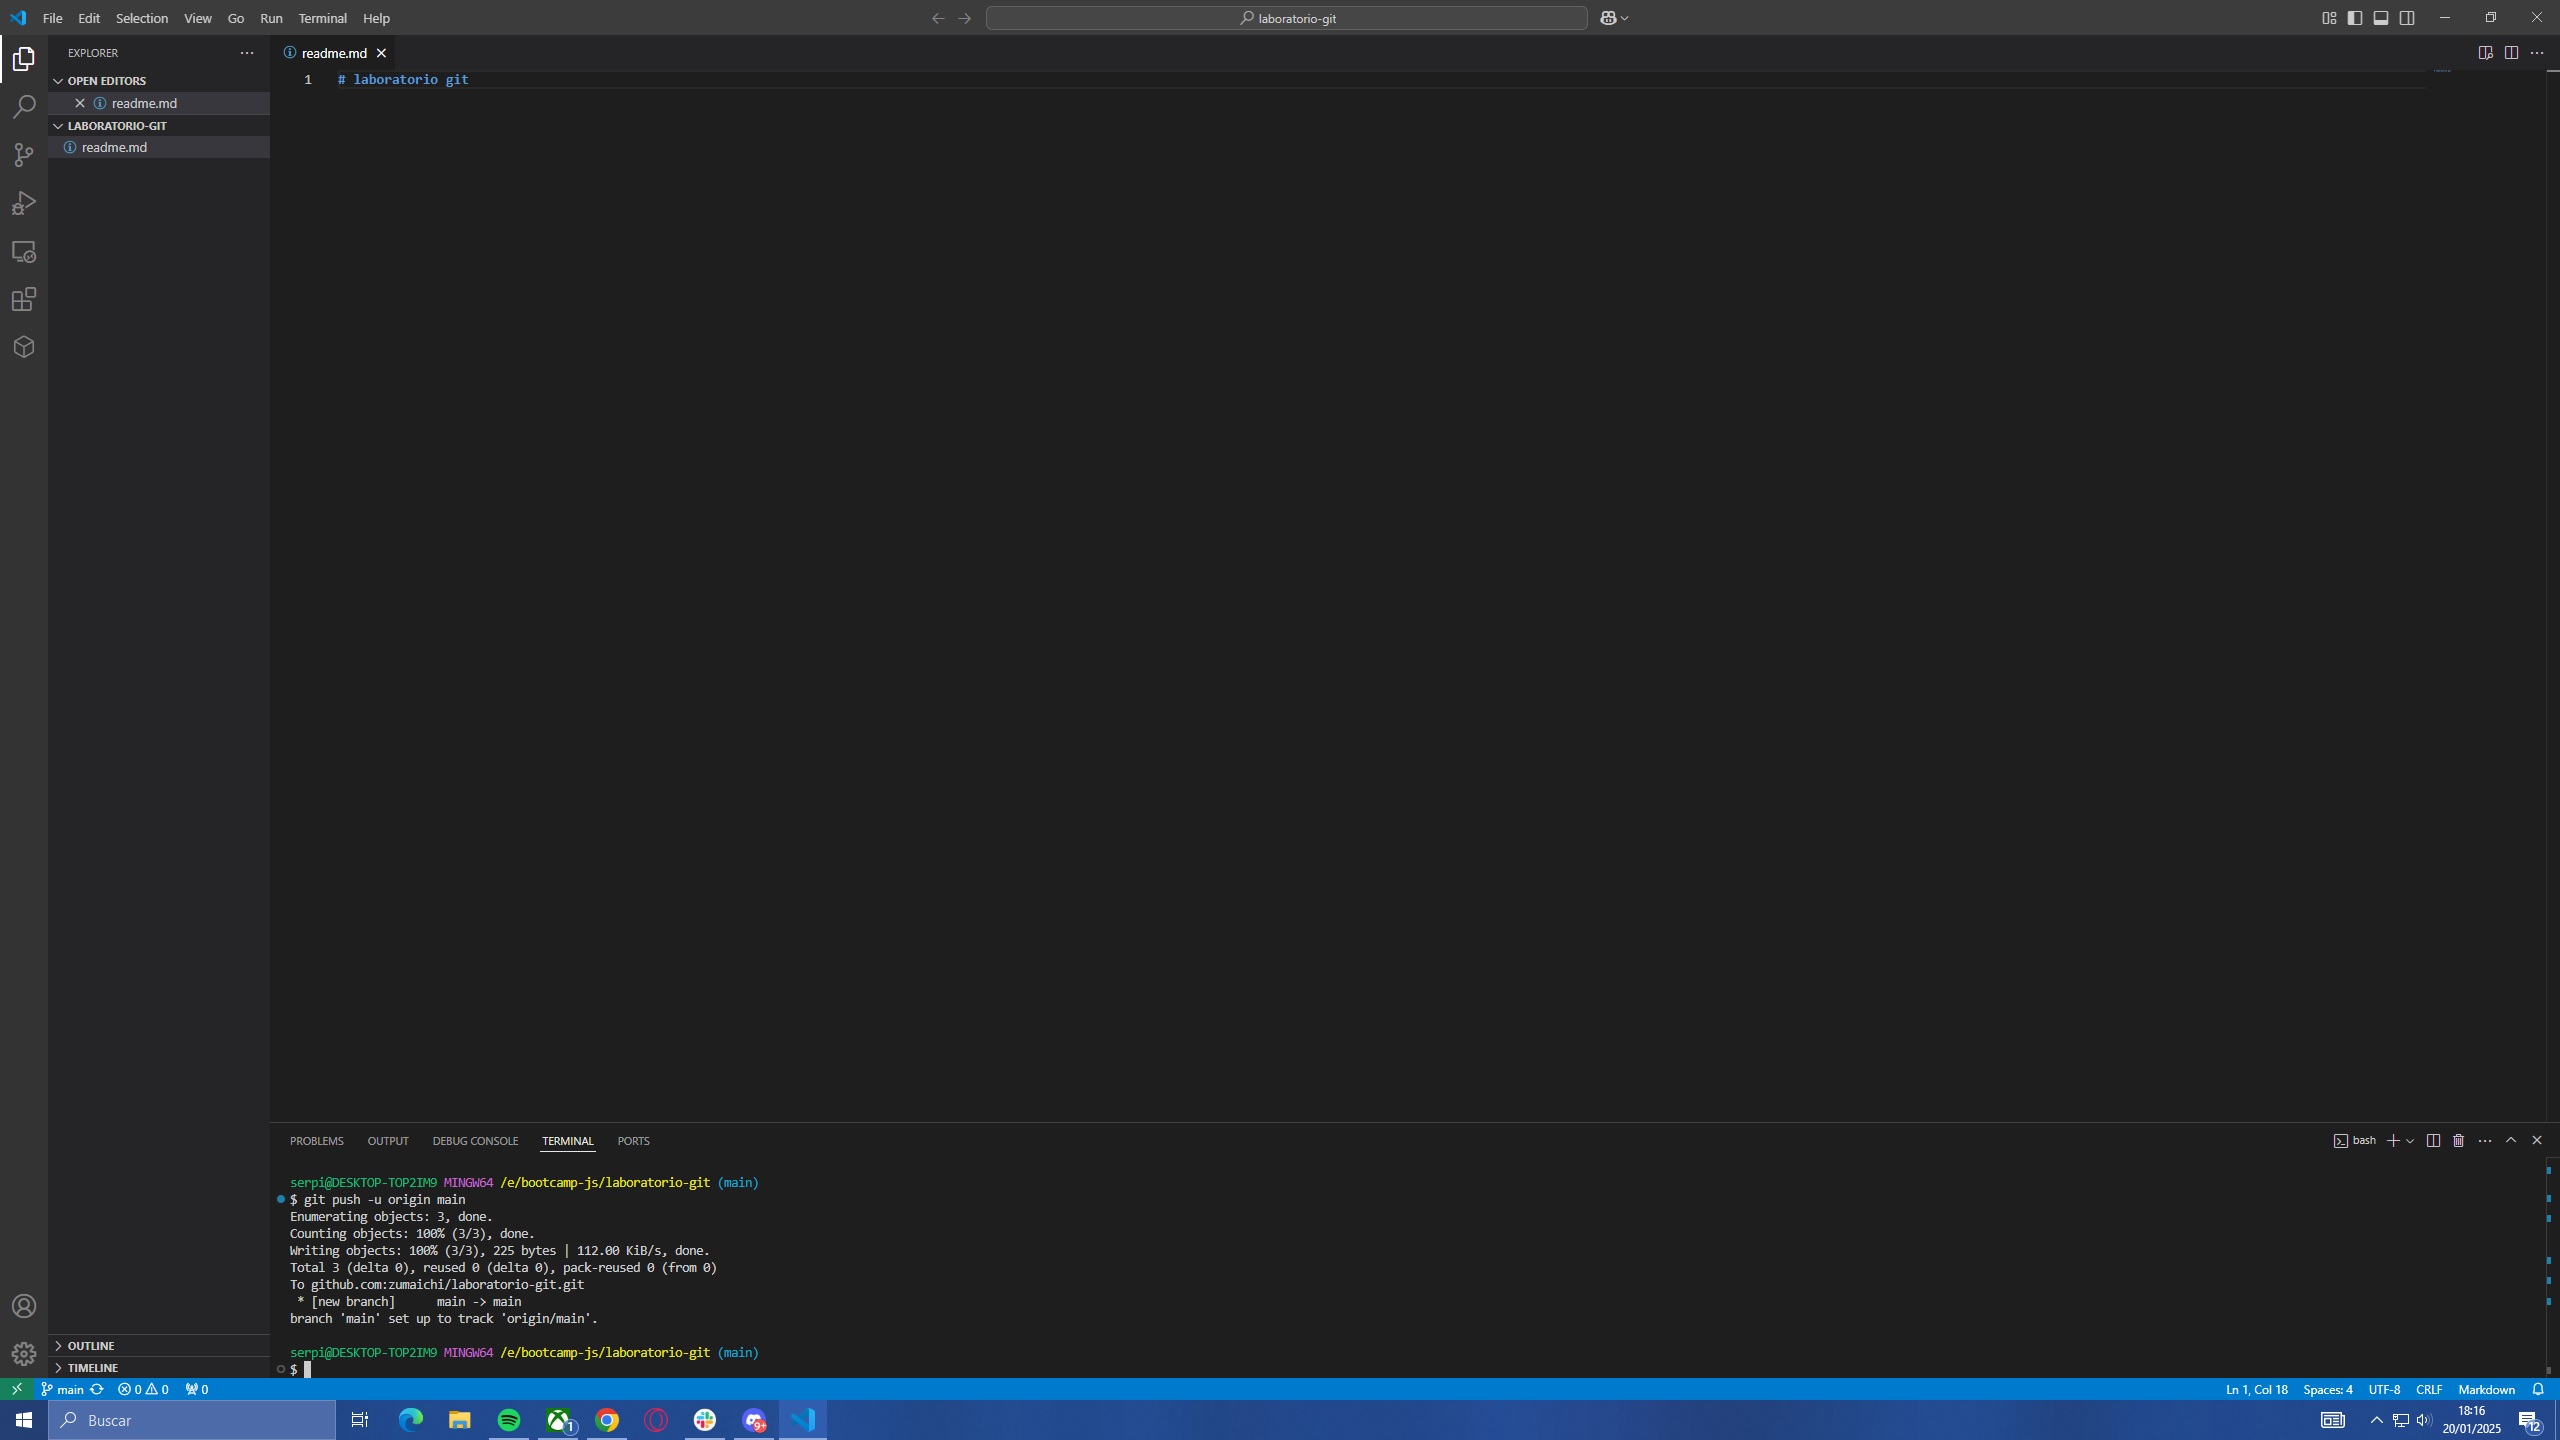 File Edit Selection View Go Run Terminal Help
laboratorio-git
EXPLORER
OPEN EDITORS
readme.md
LABORATORIO-GIT
readme.md
OUTLINE
TIMELINE
readme.md
1 # laboratorio git
PROBLEMS OUTPUT DEBUG CONSOLE TERMINAL PORTS
bash
serpi@DESKTOP-TOP2IM9 MINGW64 /e/bootcamp-js/laboratorio-git (main)
$ git push -u origin main
Enumerating objects: 3, done.
Counting objects: 100% (3/3), done.
Writing objects: 100% (3/3), 225 bytes | 112.00 KiB/s, done.
Total 3 (delta 0), reused 0 (delta 0), pack-reused 0 (from 0)
To github.com:zumaichi/laboratorio-git.git
 * [new branch]      main -> main
branch 'main' set up to track 'origin/main'.
serpi@DESKTOP-TOP2IM9 MINGW64 /e/bootcamp-js/laboratorio-git (main)
$
main 0 0 0 Ln 1, Col 18 Spaces: 4 UTF-8 CRLF Markdown
Buscar 1 9+ 18:16
20/01/2025 12